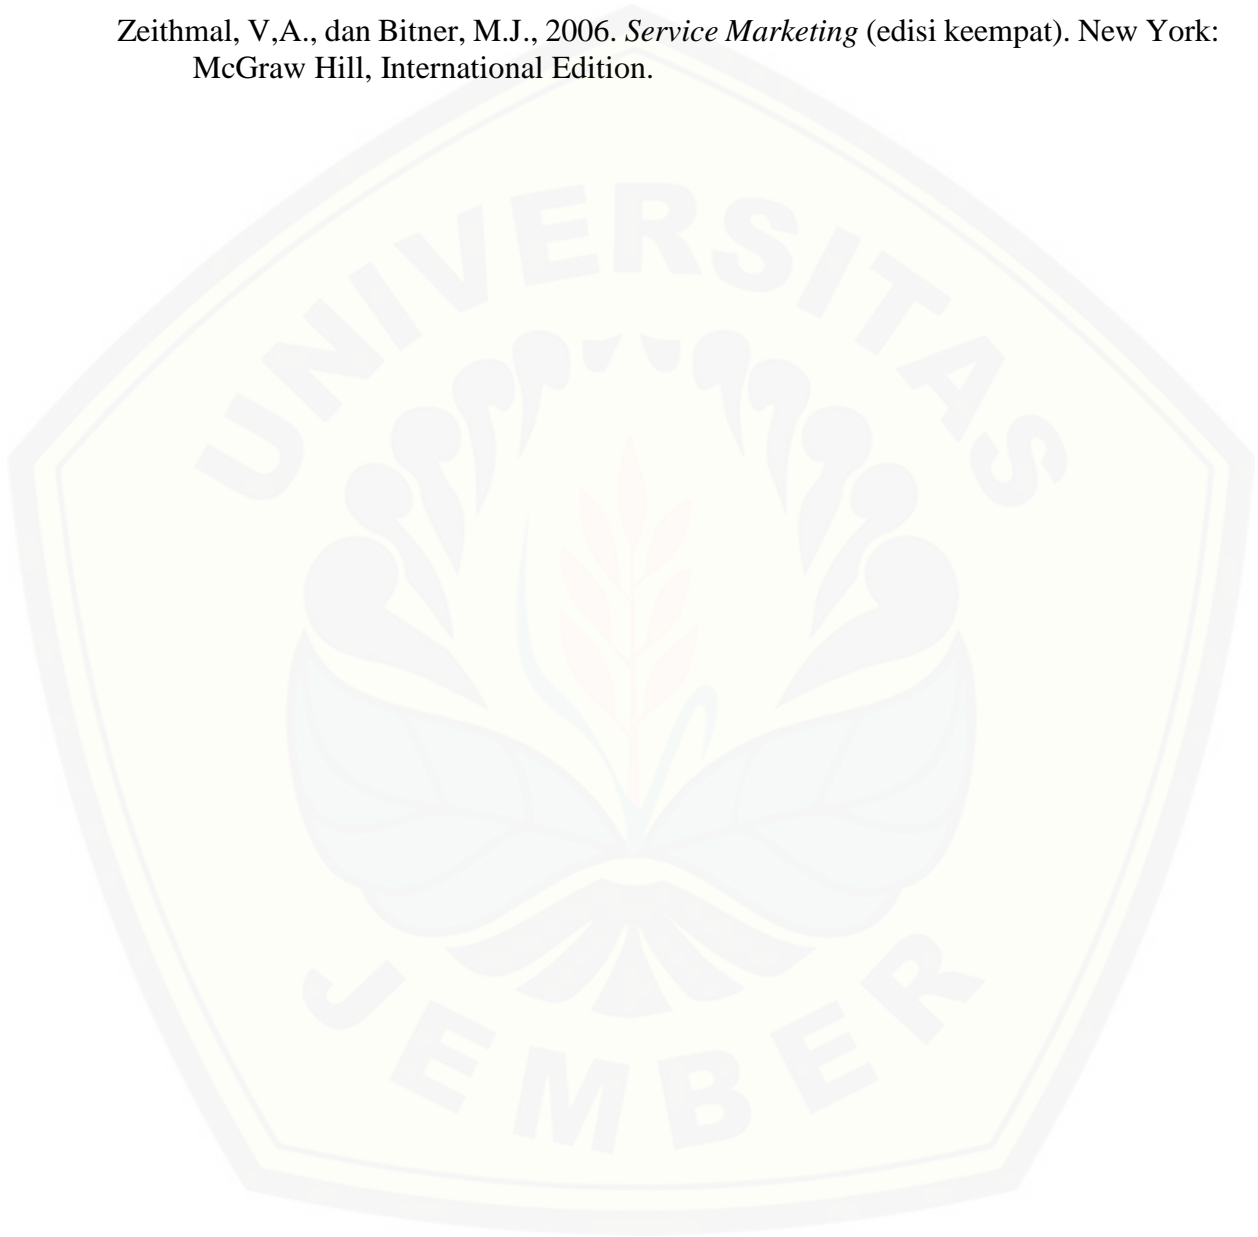 Zeithmal, V,A., dan Bitner, M.J., 2006. Service Marketing (edisi keempat). New York:
McGraw Hill, International Edition.
UNIVERSITAS
JEMBER